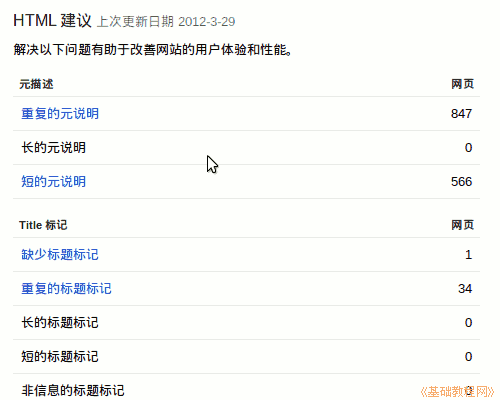 HTML 建议 上次更新日期 2012-3-29
解决以下问题有助于改善网站的用户体验和性能。
元描述 网页
重复的元说明 847
长的元说明 0
短的元说明 566
Title 标记 网页
缺少标题标记 1
重复的标题标记 34
长的标题标记 0
短的标题标记 0
非信息的标题标记 0
《基础教程网》